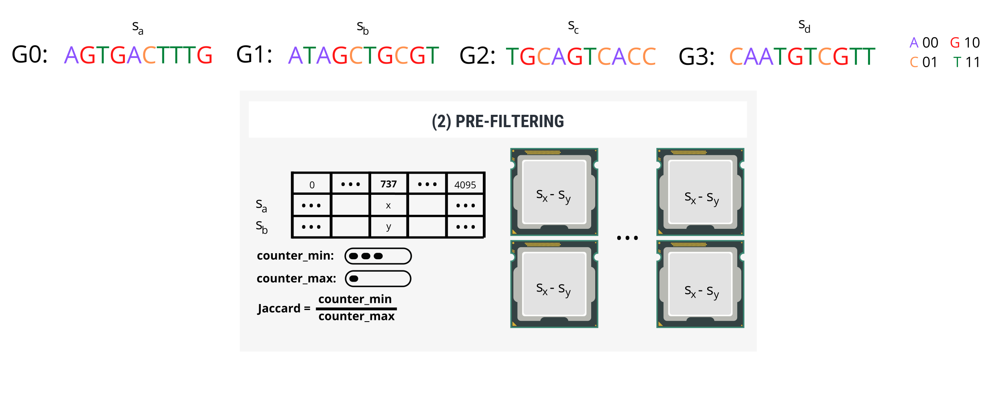 sa sb sc sd
G0: AGTGACTTTG G1: ATAGCTGCGT G2: TGCAGTCACC G3: CAATGTCGTT A 00 G 10
C 01 T 11
(2) PRE-FILTERING
0 ... 737 ... 4095
sa ... x ...
sb ... y ...
sx - sy sx - sy
...
counter_min:
counter_max:
Jaccard = counter_min
counter_max
sx - sy sx - sy